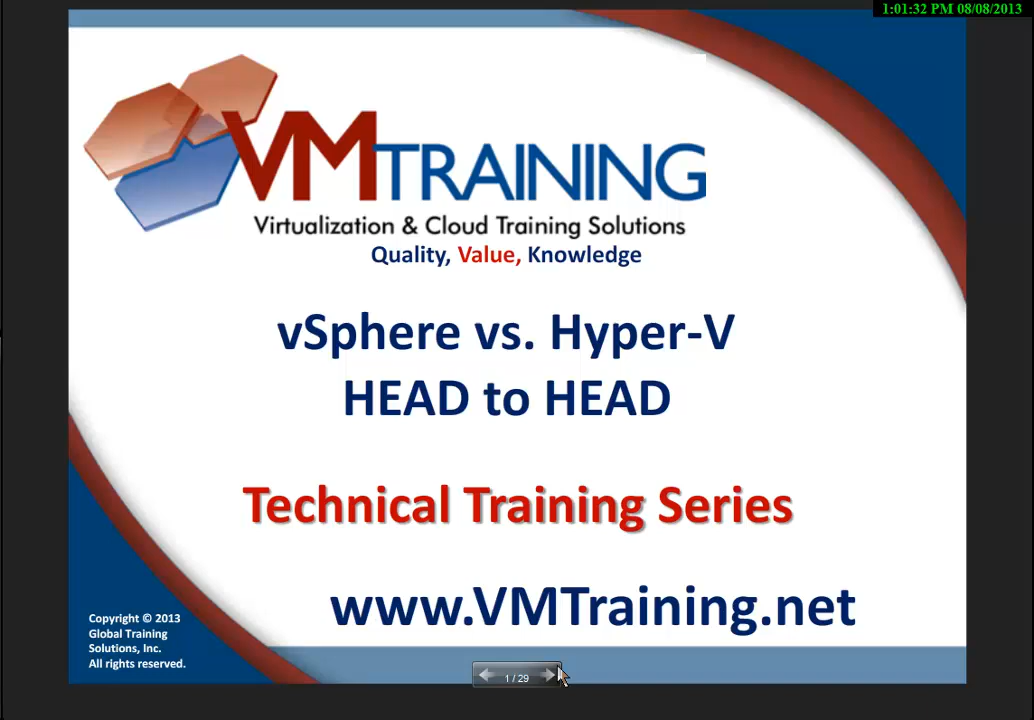 1:01:32 PM 08/08/2013
VMTRAINING
Virtualization & Cloud Training Solutions
Quality, Value, Knowledge
vSphere vs. Hyper-V
HEAD to HEAD
Technical Training Series
www.VMTraining.net
Copyright © 2013
Global Training
Solutions, Inc.
All rights reserved.
1 / 29